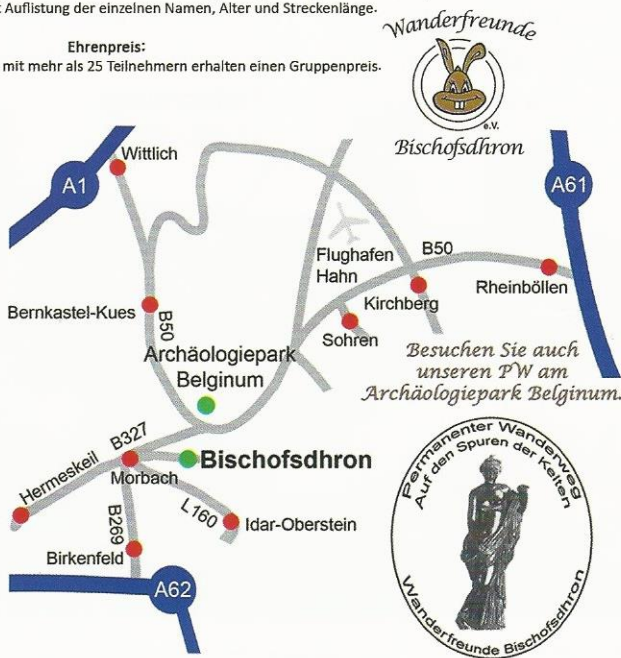 Auflistung der einzelnen Namen, Alter und Streckenlänge.
Ehrenpreis:
mit mehr als 25 Teilnehmern erhalten einen Gruppenpreis.
Wanderfreunde
e.V.
Bischofsdhron
A1
Wittlich
A61
Flughafen
Hahn
B50
Kirchberg
Rheinböllen
Bernkastel-Kues
B50
Sohren
Archäologiepark
Belginum
Besuchen Sie auch
unseren PW am
Archäologiepark Belginum.
B327
Bischofsdhron
Hermeskeil
Morbach
L160
Idar-Oberstein
B269
Birkenfeld
A62
Permanenter Wanderweg
Auf den Spuren der Kelten
Wanderfreunde Bischofsdhron